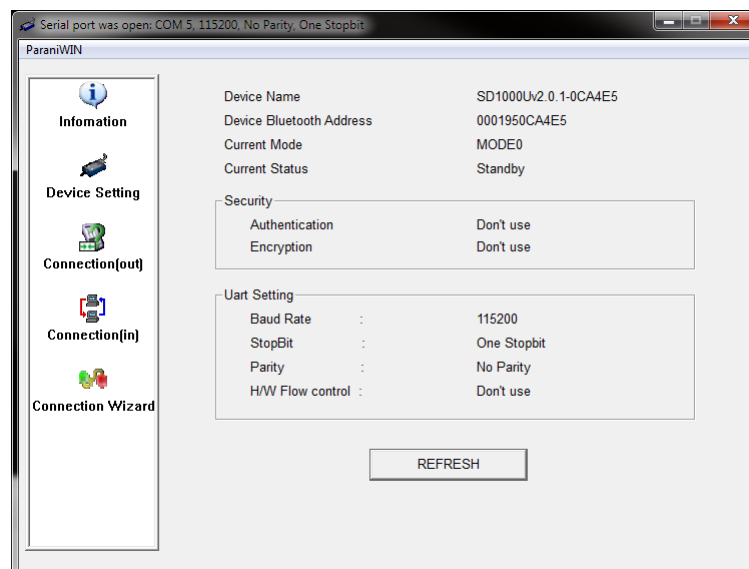 Serial port was open: COM 5, 115200, No Parity, One Stopbit
ParaniWIN
Infomation
Device Setting
Connection(out)
Connection(in)
Connection Wizard
Device Name SD1000Uv2.0.1-0CA4E5
Device Bluetooth Address 0001950CA4E5
Current Mode MODE0
Current Status Standby
Security
Authentication Don't use
Encryption Don't use
Uart Setting
Baud Rate : 115200
StopBit : One Stopbit
Parity : No Parity
H/W Flow control : Don't use
REFRESH